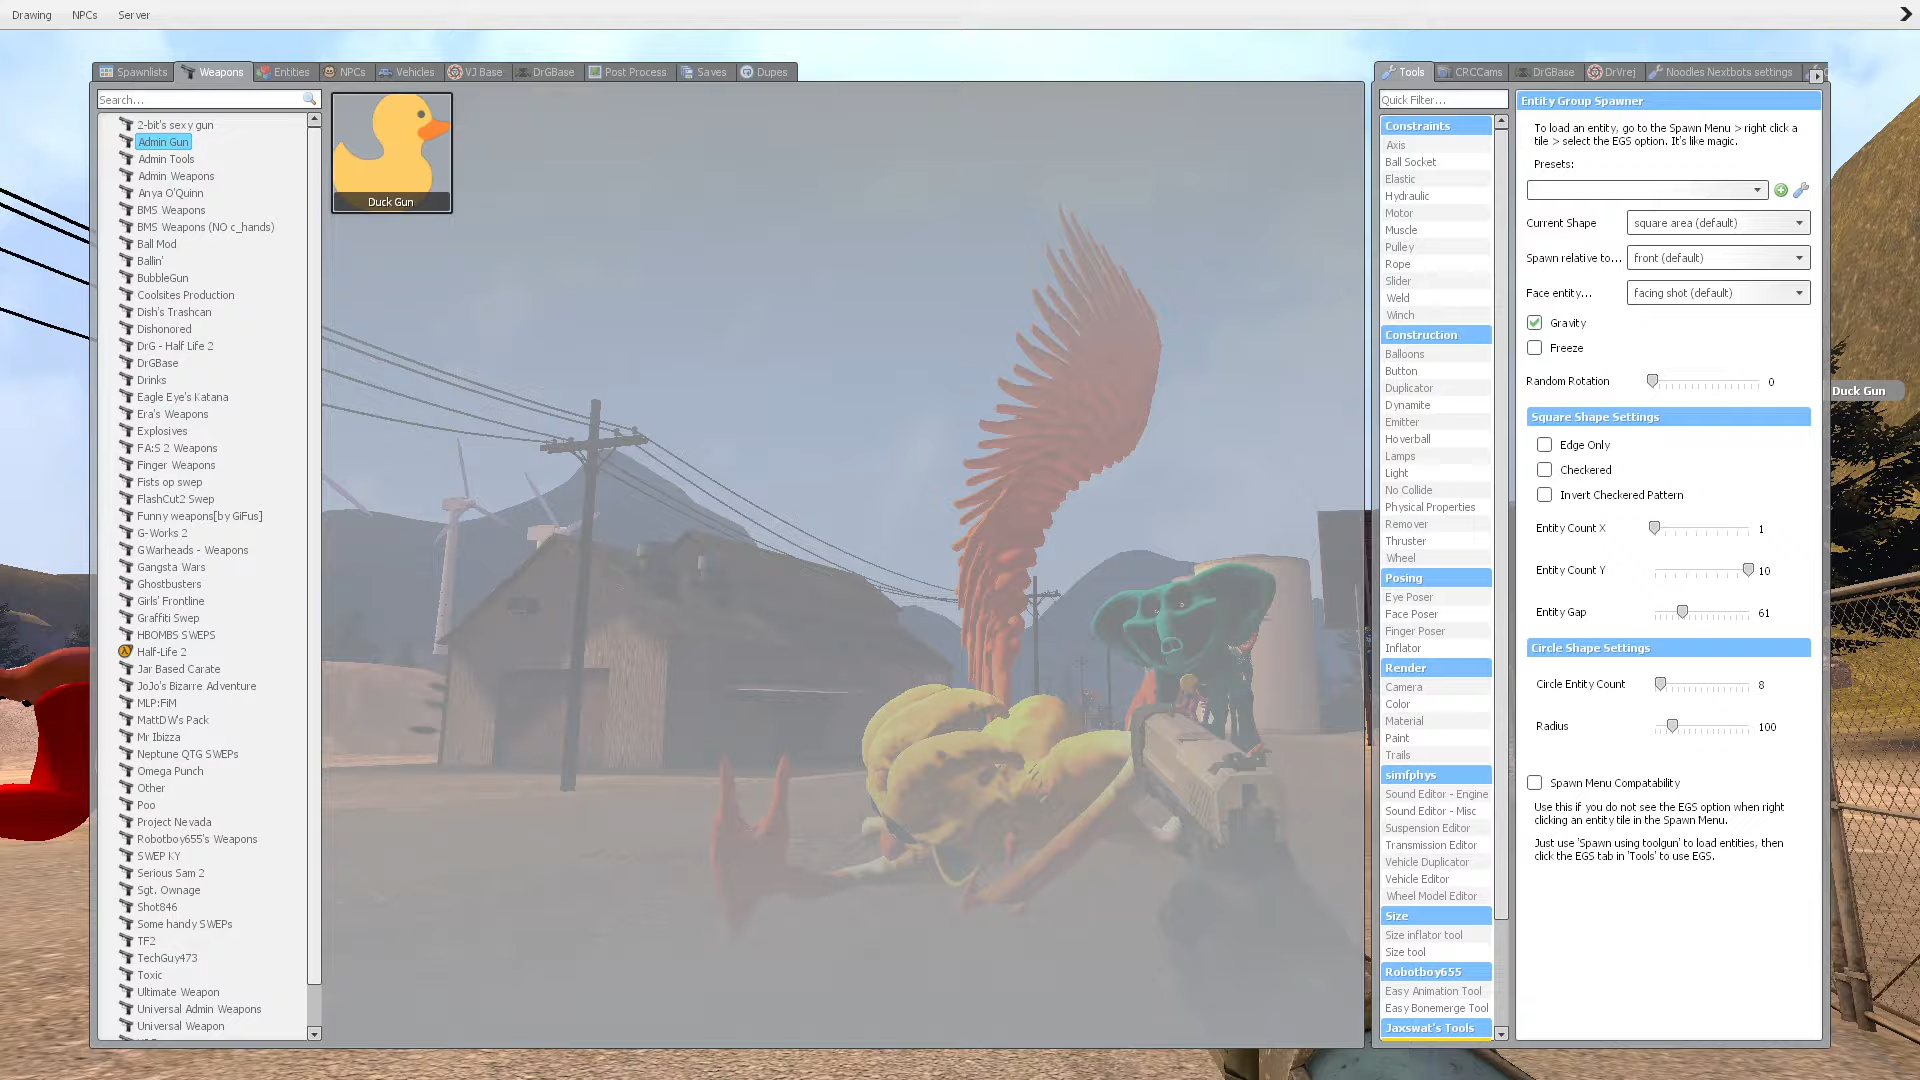 Drawing NPCs Server
Spawnlists Weapons Entities NPCs Vehicles VJ Base DrGBase Post Process Saves Dupes
Search...
2-bit's sexy gun
Admin Gun
Admin Tools
Admin Weapons
Anya O'Quinn
BMS Weapons
BMS Weapons (NO c_hands)
Ball Mod
Ballin'
BubbleGun
Coolsites Production
Dish's Trashcan
Dishonored
DrG - Half Life 2
DrGBase
Drinks
Eagle Eye's Katana
Era's Weapons
Explosives
F.A:S 2 Weapons
Finger Weapons
Fists op swep
FlashCut2 Swep
Funny weapons[by GiFus]
G-Works 2
GWarheads - Weapons
Gangsta Wars
Ghostbusters
Girls' Frontline
Graffiti Swep
HBOMBS SWEPS
Half-Life 2
Jar Based Carate
JoJo's Bizarre Adventure
MLP:FiM
MattDW's Pack
Mr Ibizza
Neptune QTG SWEPs
Omega Punch
Other
Poo
Project Nevada
Robotboy655's Weapons
SWEP KY
Serious Sam 2
Sgt. Ownage
Shot846
Some handy SWEPs
TF2
TechGuy473
Toxic
Ultimate Weapon
Universal Admin Weapons
Universal Weapon
Duck Gun
Tools CRCCams DrGBase DrVrej Noodles Nextbots settings
Quick Filter...
Constraints
Axis
Ball Socket
Elastic
Hydraulic
Motor
Muscle
Pulley
Rope
Slider
Weld
Winch
Construction
Balloons
Button
Duplicator
Dynamite
Emitter
Hoverball
Lamps
Light
No Collide
Physical Properties
Remover
Thruster
Wheel
Posing
Eye Poser
Face Poser
Finger Poser
Inflator
Render
Camera
Color
Material
Paint
Trails
simfphys
Sound Editor - Engine
Sound Editor - Misc
Suspension Editor
Transmission Editor
Vehicle Duplicator
Vehicle Editor
Wheel Model Editor
Size
Size inflator tool
Size tool
Robotboy655
Easy Animation Tool
Easy Bonemerge Tool
Jaxswat's Tools
Entity Group Spawner
To load an entity, go to the Spawn Menu > right click a
tile > select the EGS option. It's like magic.
Presets:
Current Shape square area (default)
Spawn relative to... front (default)
Face entity... facing shot (default)
Gravity
Freeze
Random Rotation 0
Square Shape Settings
Edge Only
Checkered
Invert Checkered Pattern
Entity Count X 1
Entity Count Y 10
Entity Gap 61
Circle Shape Settings
Circle Entity Count 8
Radius 100
Spawn Menu Compatability
Use this if you do not see the EGS option when right
clicking an entity tile in the Spawn Menu.
Just use 'Spawn using toolgun' to load entities, then
click the EGS tab in 'Tools' to use EGS.
Duck Gun